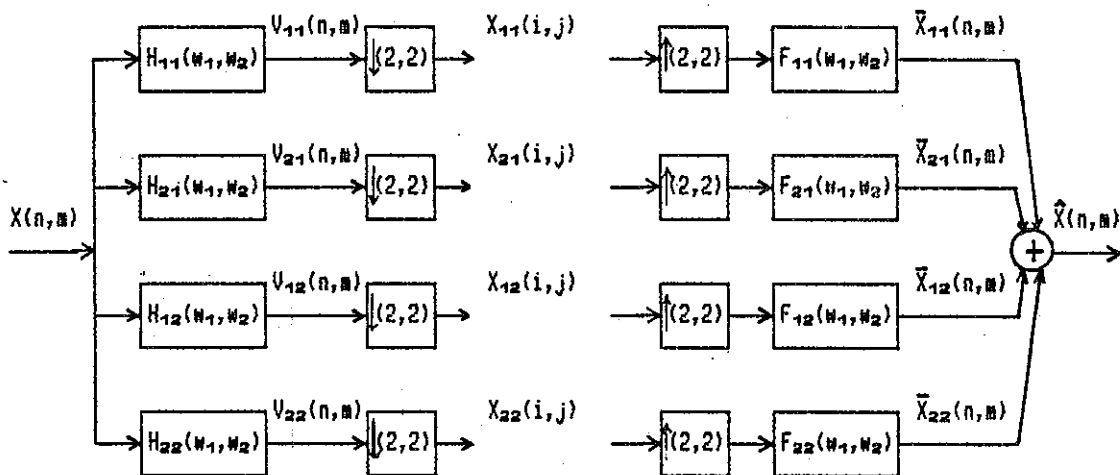 V₁₁(n,m) X₁₁(i,j) X̄₁₁(n,m)
H₁₁(W₁,W₂) ↓(2,2) ↑(2,2) F₁₁(W₁,W₂)
V₂₁(n,m) X₂₁(i,j) X̄₂₁(n,m)
H₂₁(W₁,W₂) ↓(2,2) ↑(2,2) F₂₁(W₁,W₂)
X(n,m) X̂(n,m)
+
V₁₂(n,m) X₁₂(i,j) X̄₁₂(n,m)
H₁₂(W₁,W₂) ↓(2,2) ↑(2,2) F₁₂(W₁,W₂)
V₂₂(n,m) X₂₂(i,j) X̄₂₂(n,m)
H₂₂(W₁,W₂) ↓(2,2) ↑(2,2) F₂₂(W₁,W₂)